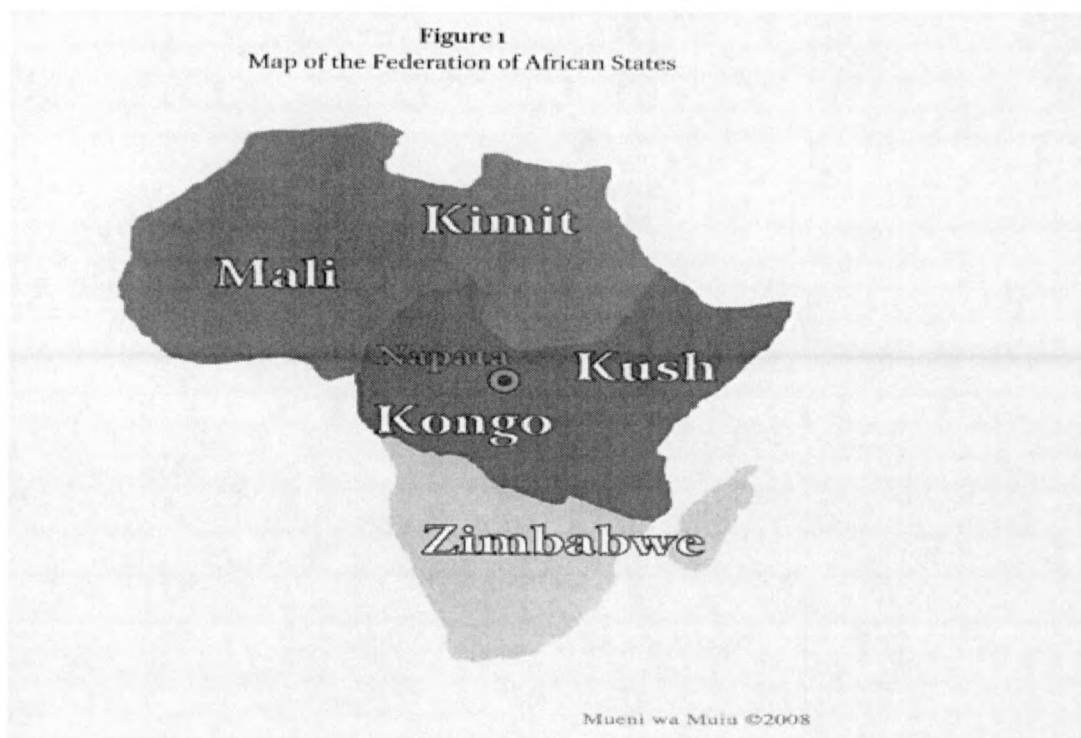 Figure 1
Map of the Federation of African States
Kimit
Mali
Napata
Kush
Kongo
Zimbabwe
Mueni wa Muiu ©2008